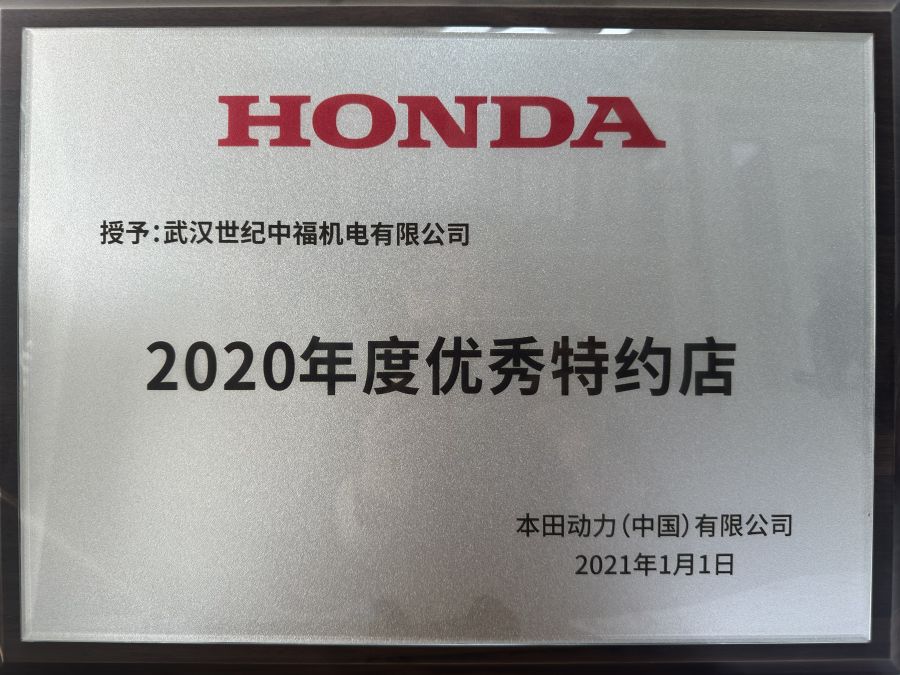 HONDA
授予：武汉世纪中福机电有限公司
2020年度优秀特约店
本田动力（中国）有限公司
2021年1月1日